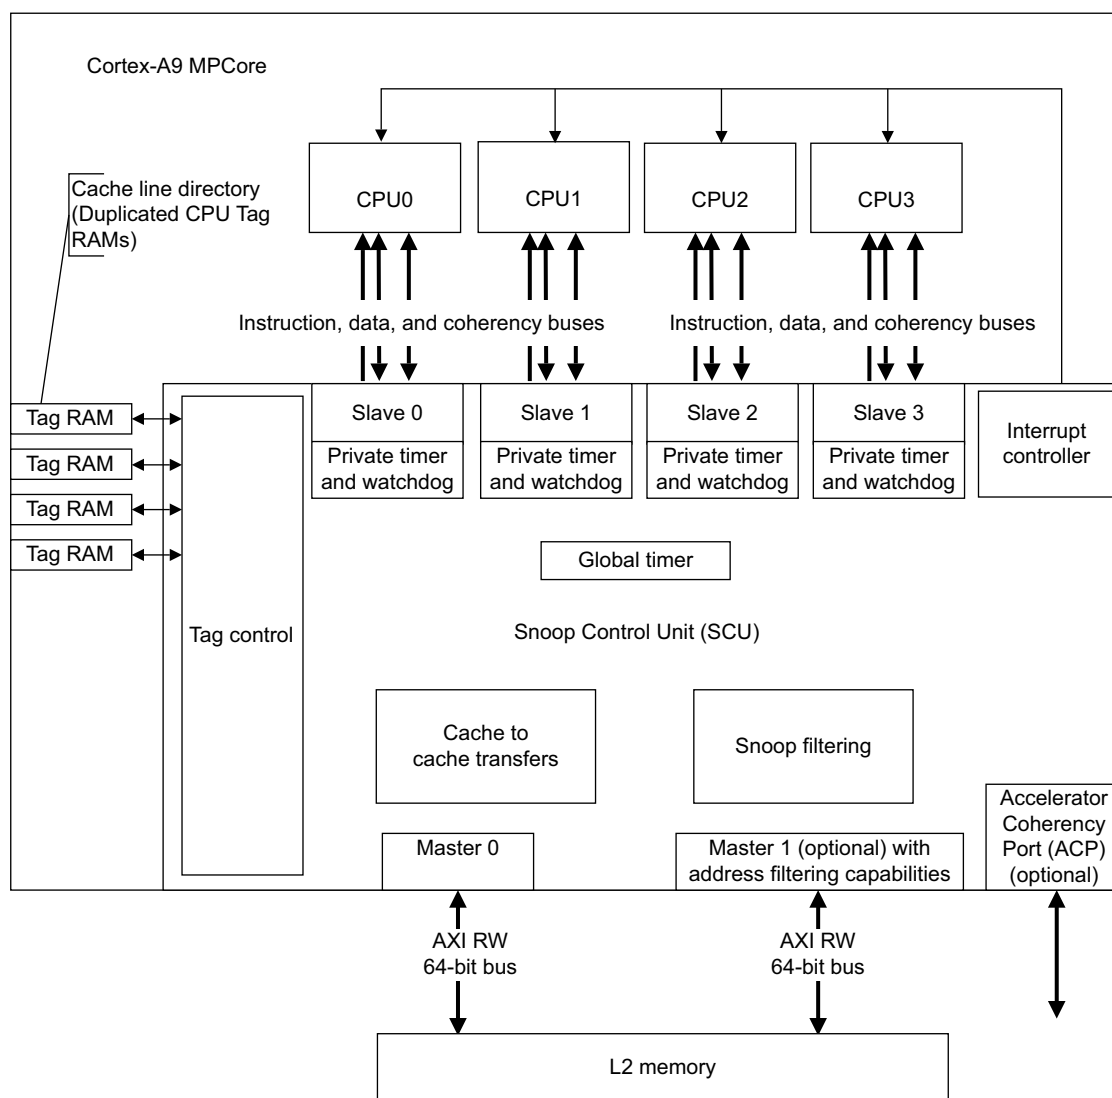 Cortex-A9 MPCore
Cache line directory
(Duplicated CPU Tag
RAMs)
CPU0
CPU1
CPU2
CPU3
Instruction, data, and coherency buses
Instruction, data, and coherency buses
Tag RAM
Tag RAM
Tag RAM
Tag RAM
Tag control
Slave 0
Private timer
and watchdog
Slave 1
Private timer
and watchdog
Slave 2
Private timer
and watchdog
Slave 3
Private timer
and watchdog
Interrupt
controller
Global timer
Snoop Control Unit (SCU)
Cache to
cache transfers
Snoop filtering
Master 0
Master 1 (optional) with
address filtering capabilities
Accelerator
Coherency
Port (ACP)
(optional)
AXI RW
64-bit bus
AXI RW
64-bit bus
L2 memory